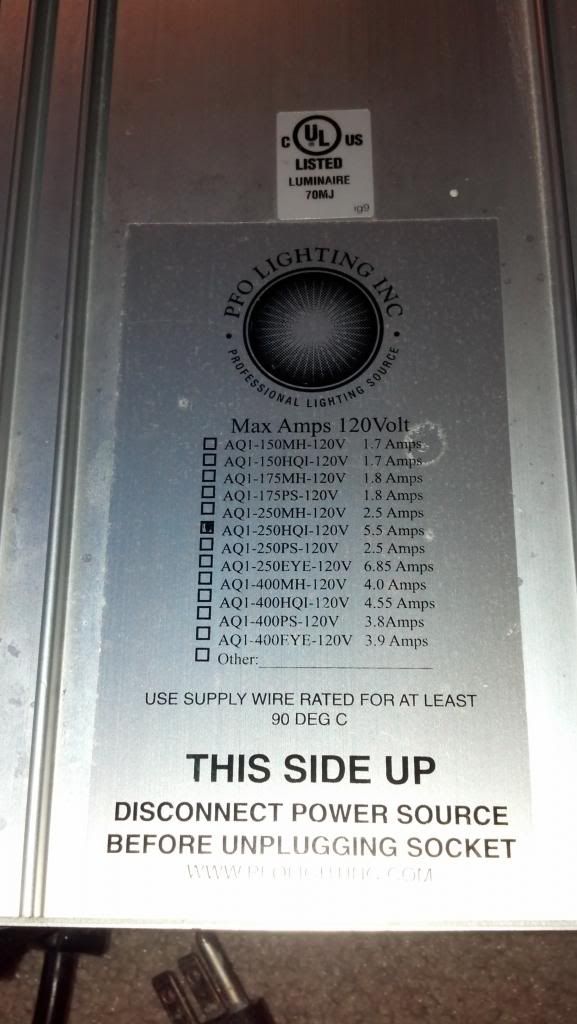 C UL US
LISTED
LUMINAIRE
70MJ
ig9
PFO LIGHTING INC
• PROFESSIONAL LIGHTING SOURCE •
Max Amps 120Volt
AQ1-150MH-120V 1.7 Amps
AQ1-150HQI-120V 1.7 Amps
AQ1-175MH-120V 1.8 Amps
AQ1-175PS-120V 1.8 Amps
AQ1-250MH-120V 2.5 Amps
AQ1-250HQI-120V 5.5 Amps
AQ1-250PS-120V 2.5 Amps
AQ1-250EYE-120V 6.85 Amps
AQ1-400MH-120V 4.0 Amps
AQ1-400HQI-120V 4.55 Amps
AQ1-400PS-120V 3.8Amps
AQ1-400EYE-120V 3.9 Amps
Other:
USE SUPPLY WIRE RATED FOR AT LEAST
90 DEG C
THIS SIDE UP
DISCONNECT POWER SOURCE
BEFORE UNPLUGGING SOCKET
WWW.PFOLIGHTING.COM